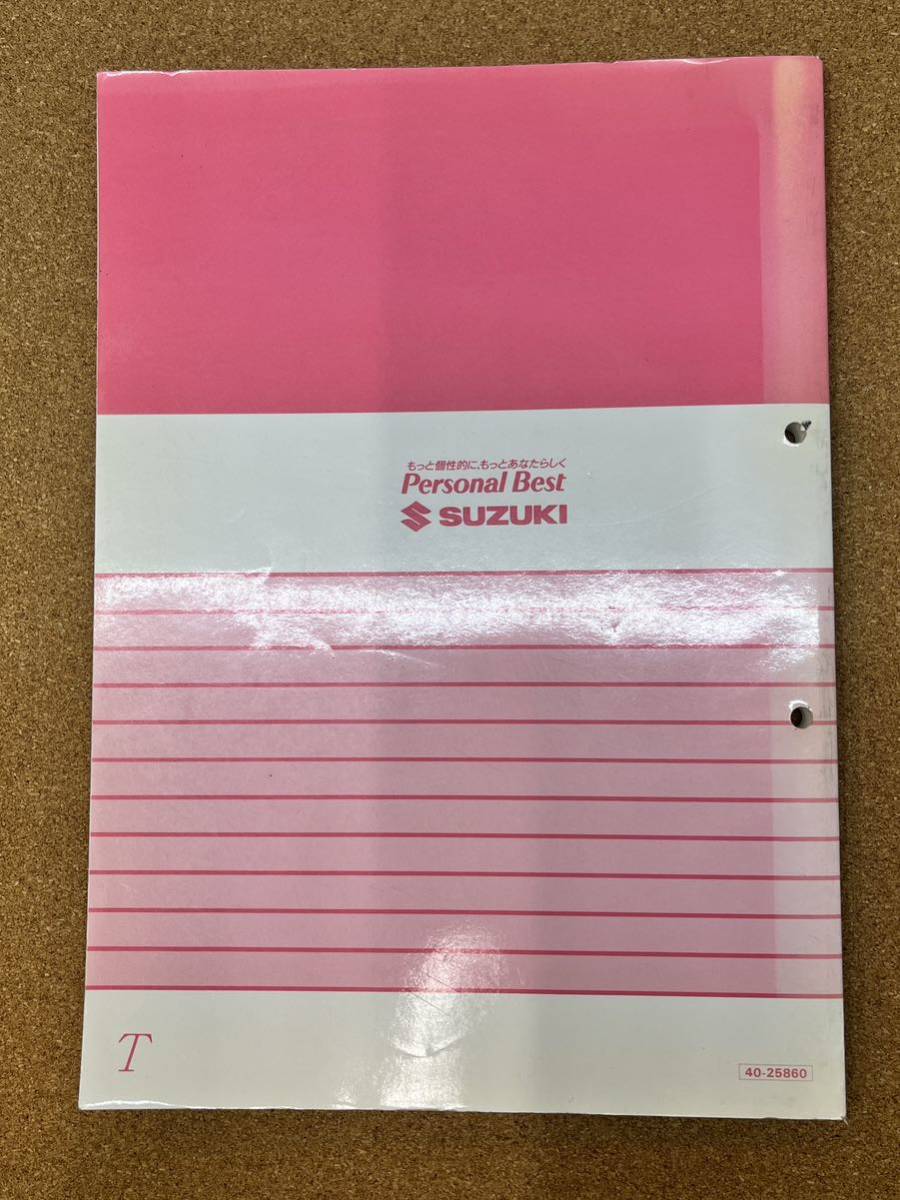 もっと個性的に、もっとあなたらしく
Personal Best
SUZUKI
T
40-25860